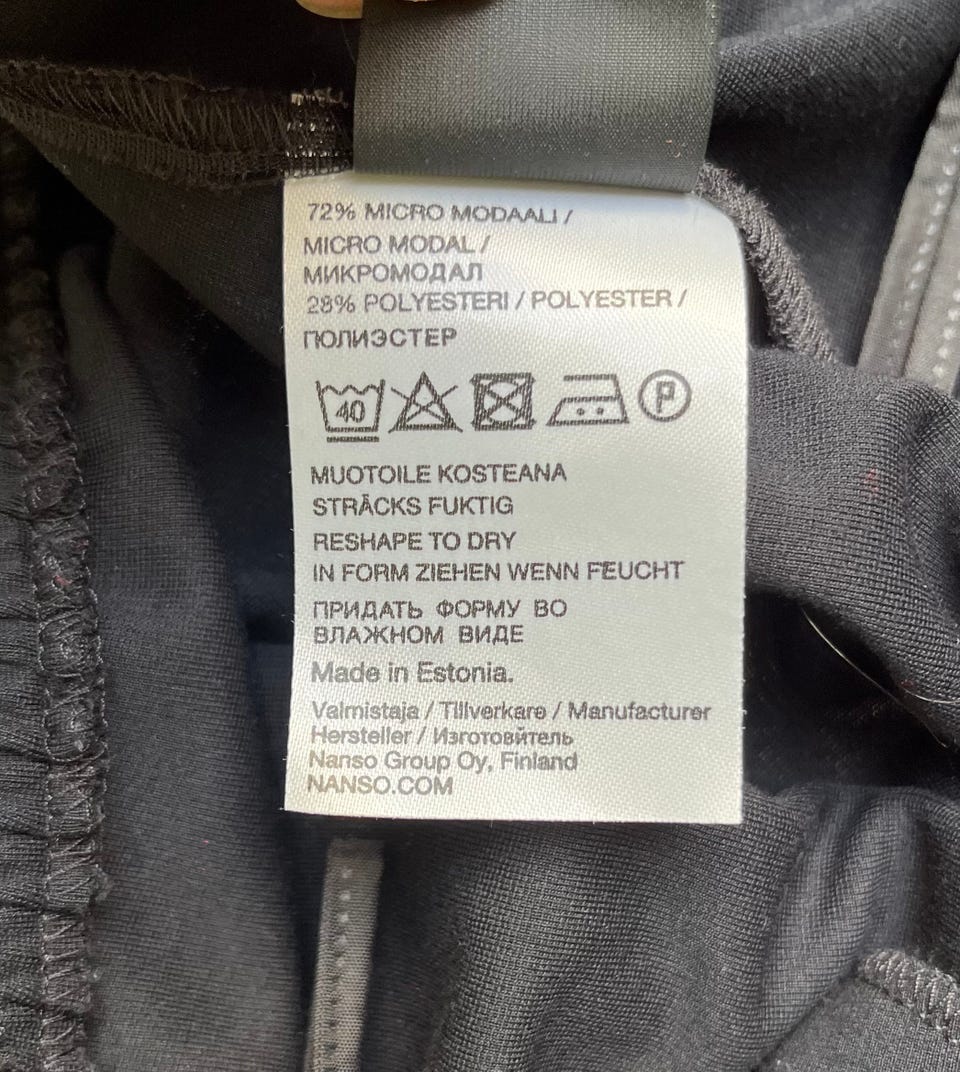 72% MICRO MODAALI /
MICRO MODAL /
МИКРОМОДАЛ
28% POLYESTERI / POLYESTER /
ПОЛИЭСТЕР
40 P
MUOTOILE KOSTEANA
STRÄCKS FUKTIG
RESHAPE TO DRY
IN FORM ZIEHEN WENN FEUCHT
ПРИДАТЬ ФОРМУ ВО
ВЛАЖНОМ ВИДЕ
Made in Estonia.
Valmistaja / Tillverkare / Manufacturer
Hersteller / Изготовйтель
Nanso Group Oy, Finland
NANSO.COM